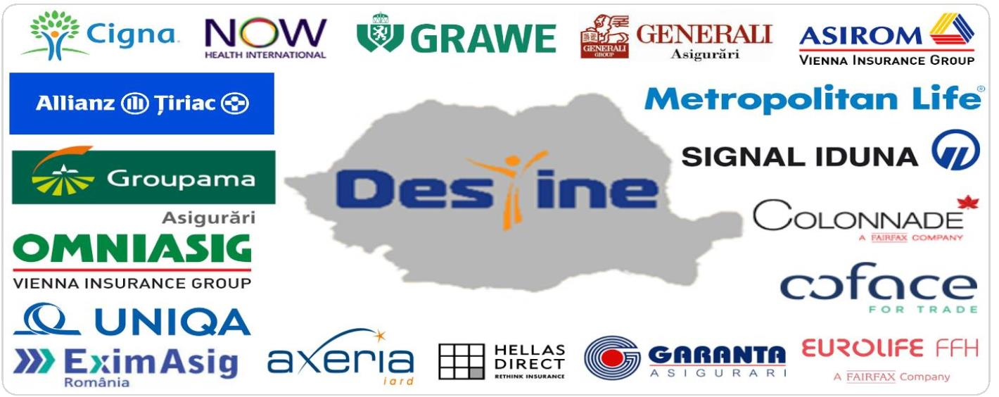 Cigna
NOW
HEALTH INTERNATIONAL
GRAWE
GENERALI
GROUP
GENERALI
Asigurări
ASIROM
VIENNA INSURANCE GROUP
Allianz Țiriac
Metropolitan Life®
Groupama
Asigurări
Destine
SIGNAL IDUNA
COLONNADE
A FAIRFAX COMPANY
OMNIASIG
VIENNA INSURANCE GROUP
coface
FOR TRADE
UNIQA
EximAsig
România
axeria
iard
HELLAS
DIRECT
RETHINK INSURANCE
GARANTA
ASIGURARI
EUROLIFE FFH
A FAIRFAX Company